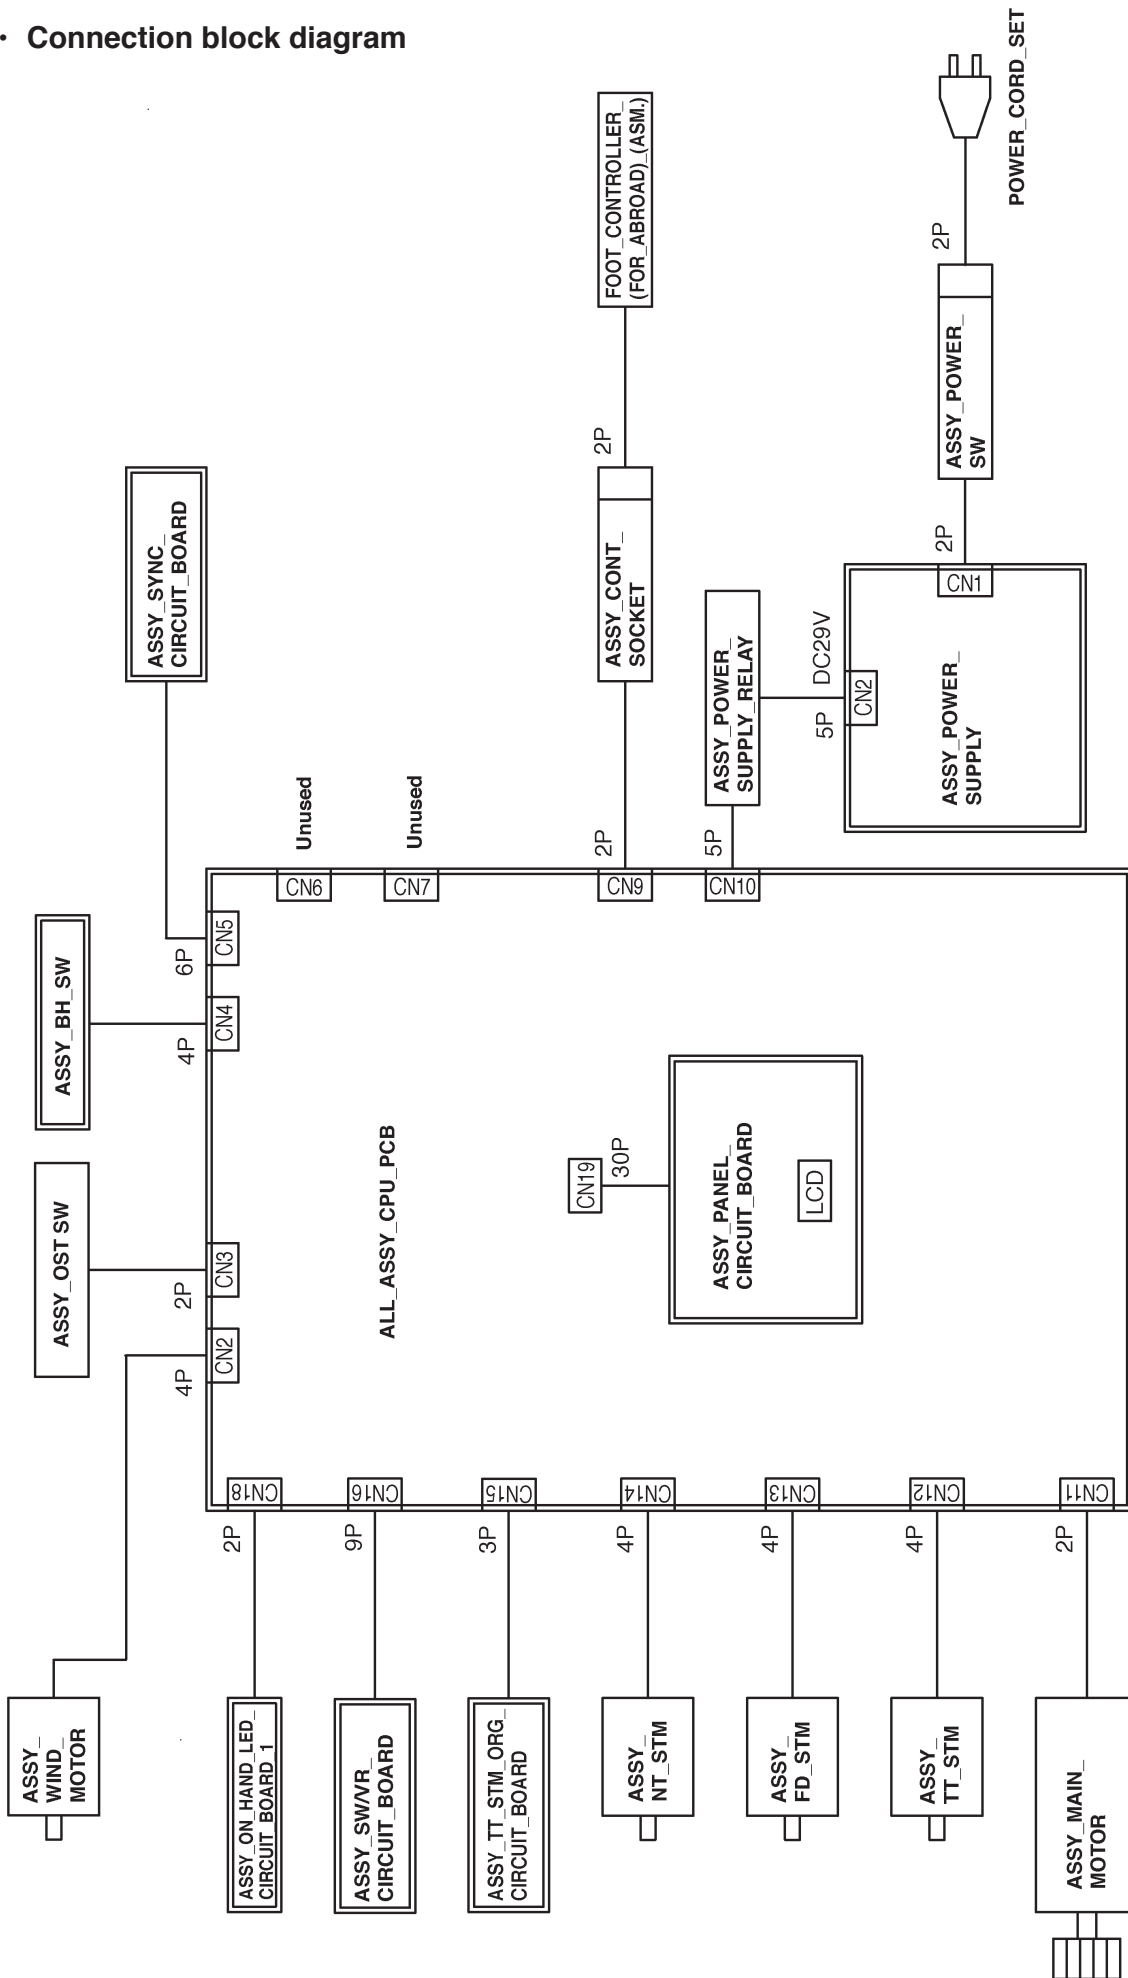 • Connection block diagram
POWER_CORD_SET
2P
ASSY_POWER_
SW
2P
CN1
ASSY_POWER_
SUPPLY
CN2
5P
DC29V
ASSY_POWER_
SUPPLY_RELAY
5P
CN10
FOOT_CONTROLLER_
(FOR_ABROAD)_(ASM.)
2P
ASSY_CONT_
SOCKET
2P
CN9
ASSY_SYNC_
CIRCUIT_BOARD
6P
CN5
Unused
CN6
Unused
CN7
ASSY_BH_SW
4P
CN4
ASSY_OST SW
2P
CN3
4P
CN2
ALL_ASSY_CPU_PCB
CN19
30P
ASSY_PANEL_
CIRCUIT_BOARD
LCD
CN18
2P
CN16
9P
CN15
3P
CN14
4P
CN13
4P
CN12
4P
CN11
2P
ASSY_
WIND_
MOTOR
ASSY_ON_HAND_LED_
CIRCUIT_BOARD_1
ASSY_SW/VR_
CIRCUIT_BOARD
ASSY_TT_STM_ORG_
CIRCUIT_BOARD
ASSY_
NT_STM
ASSY_
FD_STM
ASSY_
TT_STM
ASSY_MAIN_
MOTOR